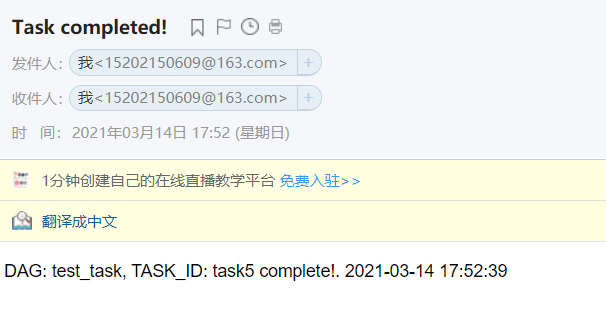 Task completed!
发件人：我<15202150609@163.com>
收件人：我<15202150609@163.com>
时 间：2021年03月14日 17:52 (星期日)
1分钟创建自己的在线直播教学平台 免费入驻>>
翻译成中文
DAG: test_task, TASK_ID: task5 complete!. 2021-03-14 17:52:39